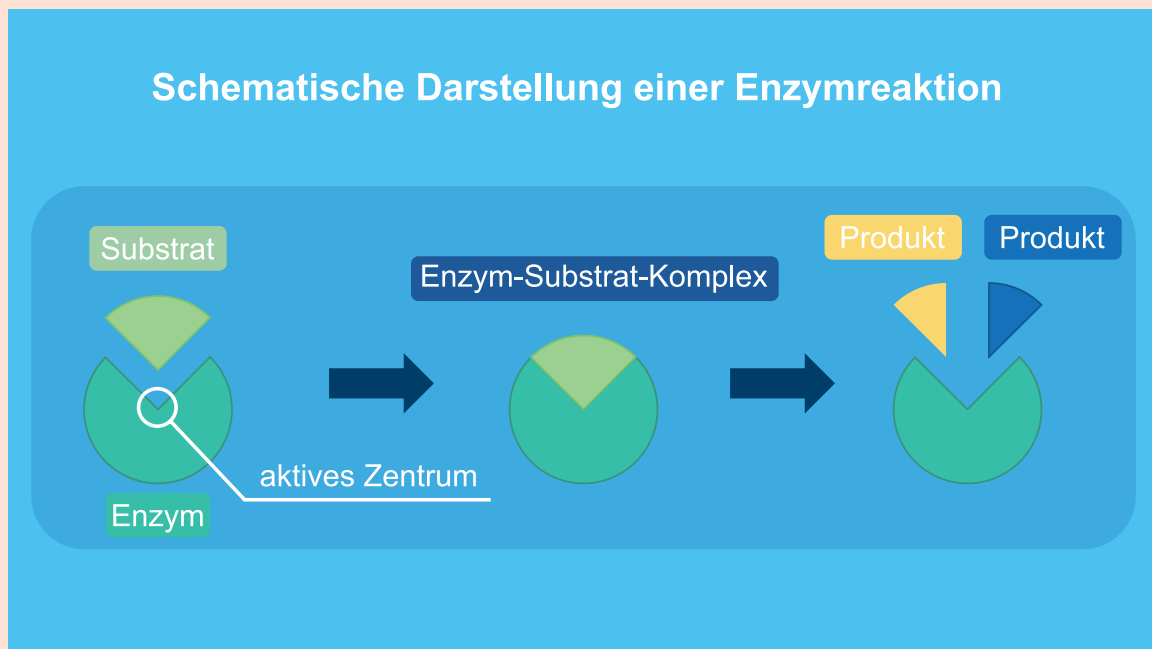 Schematische Darstellung einer Enzymreaktion
Substrat
Enzym
aktives Zentrum
Enzym-Substrat-Komplex
Produkt
Produkt